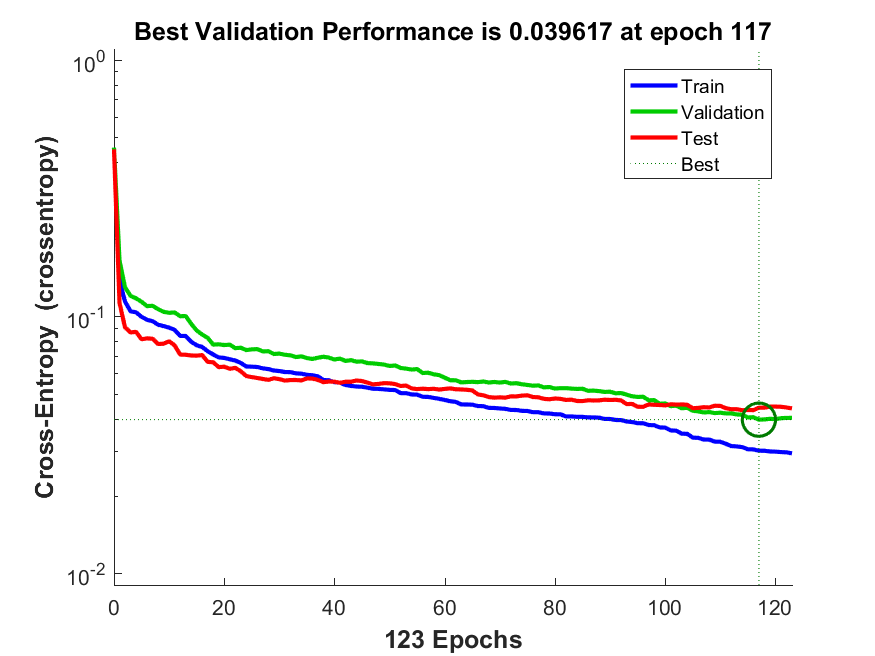 Best Validation Performance is 0.039617 at epoch 117
Cross-Entropy (crossentropy)
10^0
10^-1
10^-2
Train
Validation
Test
Best
0 20 40 60 80 100 120
123 Epochs